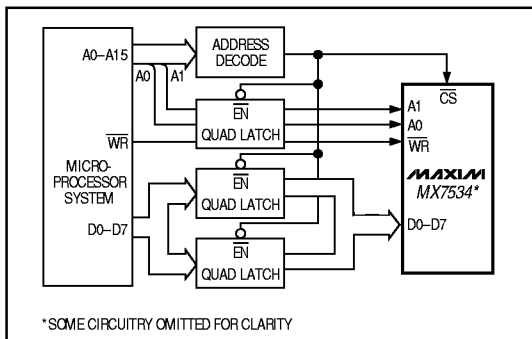 A0–A15
A0
A1
ADDRESS
DECODE
EN
QUAD LATCH
CS
A1
A0
WR
WR
MICRO-
PROCESSOR
SYSTEM
MAXIM
MX7534*
EN
QUAD LATCH
D0–D7
D0–D7
EN
QUAD LATCH
*SOME CIRCUITRY OMITTED FOR CLARITY